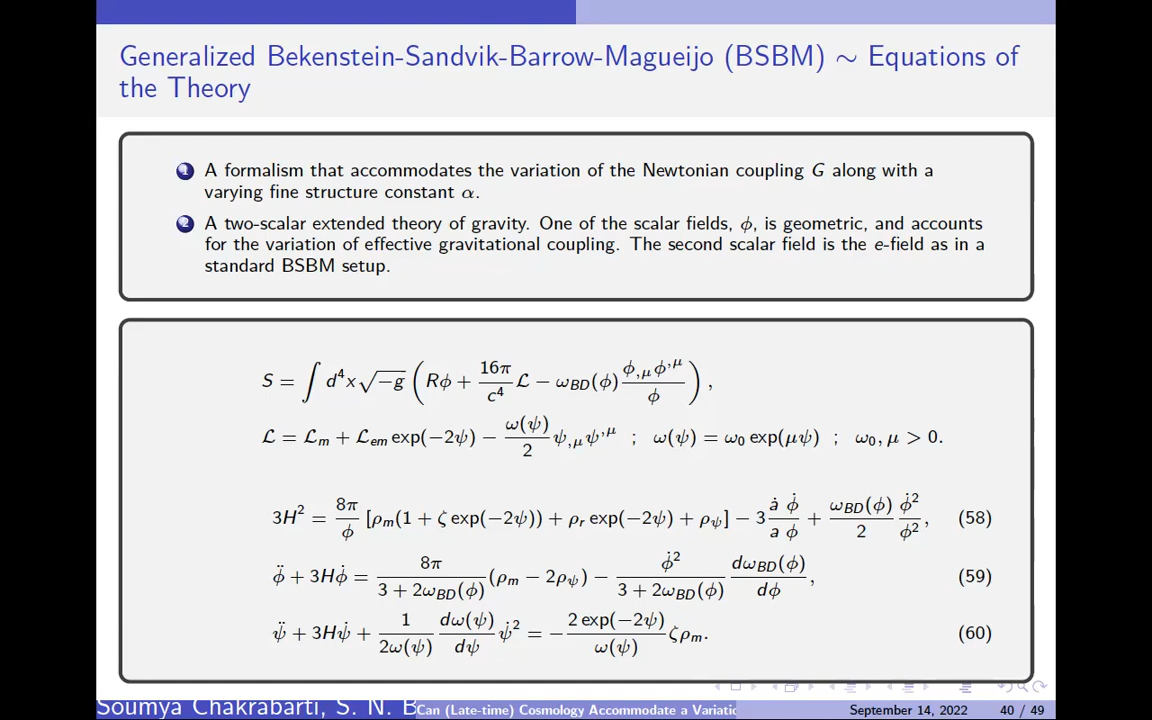 Generalized Bekenstein-Sandvik-Barrow-Magueijo (BSBM) ∼ Equations of
the Theory
1 A formalism that accommodates the variation of the Newtonian coupling G along with a
varying fine structure constant α.
2 A two-scalar extended theory of gravity. One of the scalar fields, ϕ, is geometric, and accounts
for the variation of effective gravitational coupling. The second scalar field is the e-field as in a
standard BSBM setup.
S = ∫ d⁴x√−g ( Rϕ + 16π/c⁴ ℒ − ω_BD(ϕ) ϕ,μϕ^,μ/ϕ ) ,
ℒ = ℒ_m + ℒ_em exp(−2ψ) − ω(ψ)/2 ψ,μψ^,μ ; ω(ψ) = ω₀ exp(μψ) ; ω₀, μ > 0.
3H² = 8π/ϕ [ρ_m(1 + ζ exp(−2ψ)) + ρ_r exp(−2ψ) + ρ_ψ] − 3 ȧ/a ϕ̇/ϕ + ω_BD(ϕ)/2 ϕ̇²/ϕ², (58)
ϕ̈ + 3Hϕ̇ = 8π/(3 + 2ω_BD(ϕ)) (ρ_m − 2ρ_ψ) − ϕ̇²/(3 + 2ω_BD(ϕ)) dω_BD(ϕ)/dϕ, (59)
ψ̈ + 3Hψ̇ + 1/(2ω(ψ)) dω(ψ)/dψ ψ̇² = − 2 exp(−2ψ)/ω(ψ) ζρ_m. (60)
Soumya Chakrabarti, S. N. B Can (Late-time) Cosmology Accommodate a Variatio September 14, 2022 40 / 49